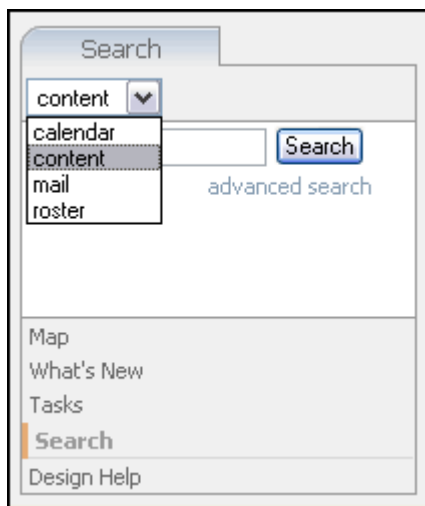 Search
content
calendar
content Search
mail advanced search
roster
Map
What's New
Tasks
Search
Design Help